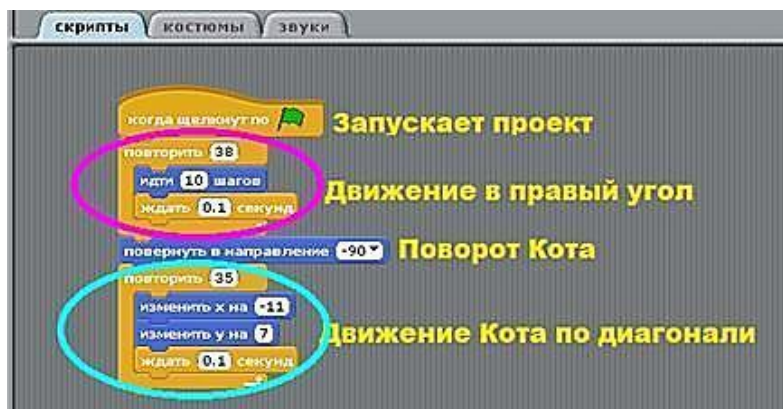 скрипты костюмы звуки
когда щелкнут по Запускает проект
повторить 38
идти 10 шагов
Движение в правый угол
ждать 0.1 секунд
повернуть в направление -90 Поворот Кота
повторить 35
изменить х на -11
изменить у на 7 Движение Кота по диагонали
ждать 0.1 секунд